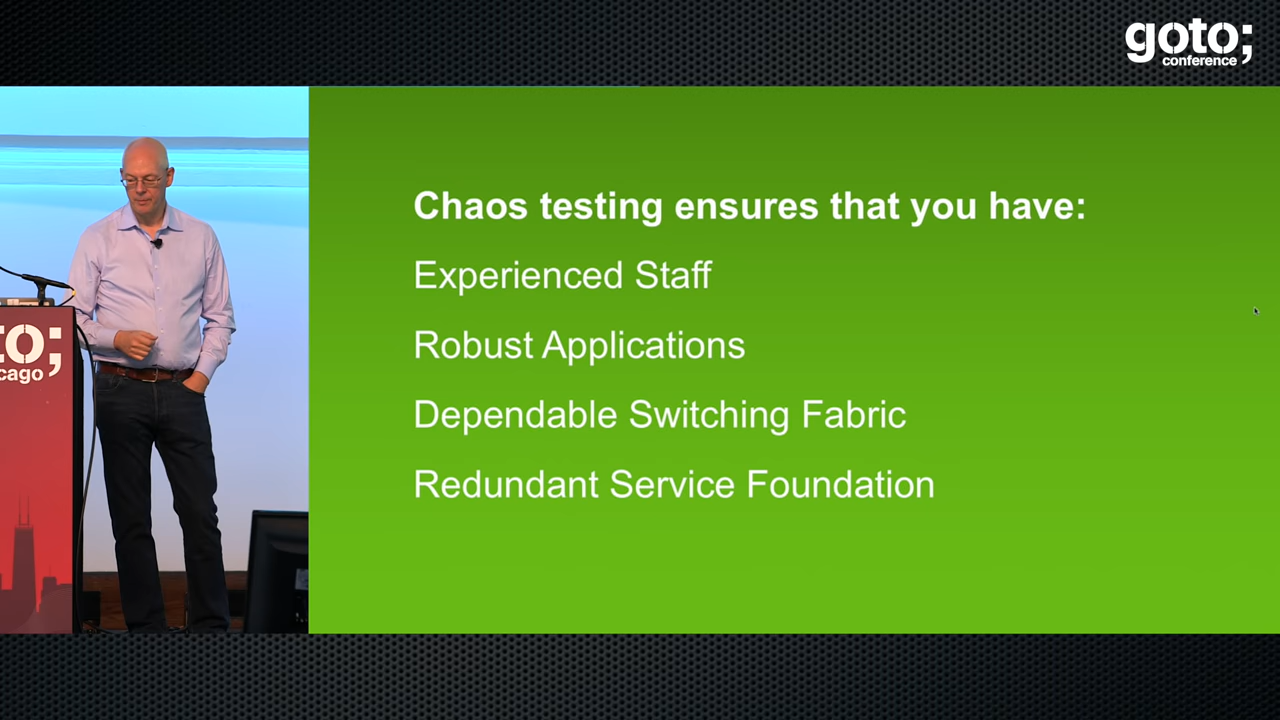 goto;
conference
Chaos testing ensures that you have:
Experienced Staff
Robust Applications
Dependable Switching Fabric
Redundant Service Foundation
to;
cago